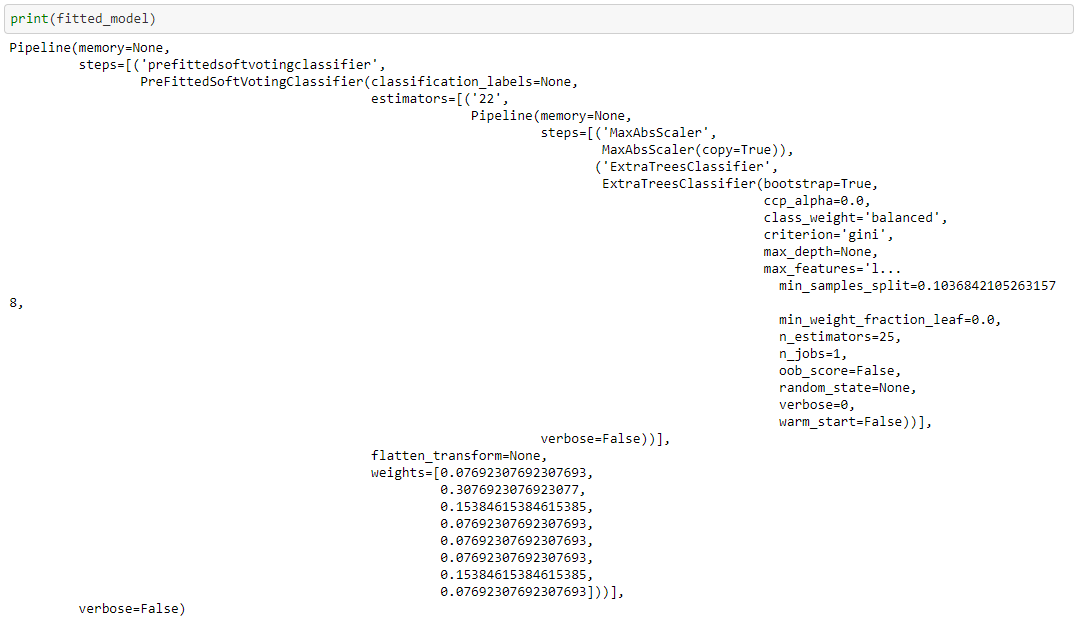 print(fitted_model)
Pipeline(memory=None,
         steps=[('prefittedsoftvotingclassifier',
                 PreFittedSoftVotingClassifier(classification_labels=None,
                                               estimators=[('22',
                                                            Pipeline(memory=None,
                                                                     steps=[('MaxAbsScaler',
                                                                             MaxAbsScaler(copy=True)),
                                                                            ('ExtraTreesClassifier',
                                                                             ExtraTreesClassifier(bootstrap=True,
                                                                                                  ccp_alpha=0.0,
                                                                                                  class_weight='balanced',
                                                                                                  criterion='gini',
                                                                                                  max_depth=None,
                                                                                                  max_features='l...
                                                                                                    min_samples_split=0.1036842105263157
8,
                                                                                                    min_weight_fraction_leaf=0.0,
                                                                                                    n_estimators=25,
                                                                                                    n_jobs=1,
                                                                                                    oob_score=False,
                                                                                                    random_state=None,
                                                                                                    verbose=0,
                                                                                                    warm_start=False))],
                                                                     verbose=False))],
                                               flatten_transform=None,
                                               weights=[0.07692307692307693,
                                                        0.3076923076923077,
                                                        0.15384615384615385,
                                                        0.07692307692307693,
                                                        0.07692307692307693,
                                                        0.07692307692307693,
                                                        0.15384615384615385,
                                                        0.07692307692307693]))],
         verbose=False)